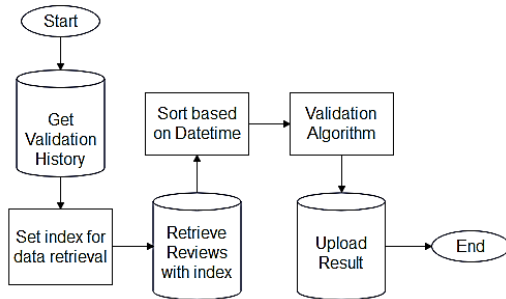 Start
Get
Validation
History
Set index for
data retrieval
Retrieve
Reviews
with index
Sort based
on Datetime
Validation
Algorithm
Upload
Result
End